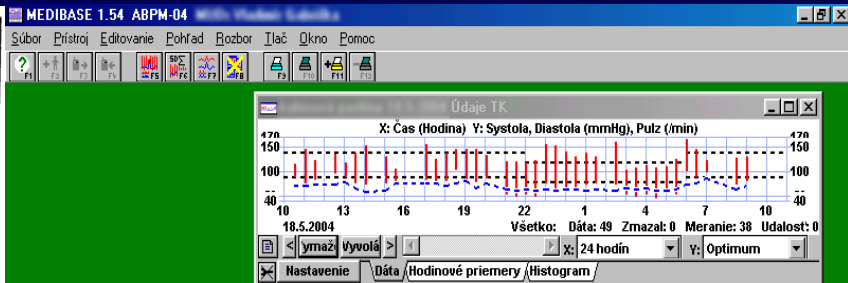 MEDIBASE 1.54 ABPM-04
Súbor Prístroj Editovanie Pohľad Rozbor Tlač Okno Pomoc
F1 F2 F3 F4 F5 F6 F7 F8 F9 F10 F11 F12
Údaje TK
X: Čas (Hodina) Y: Systola, Diastola (mmHg), Pulz (/min)
150 150
100 100
-- --
40 40
10 13 16 19 22 1 4 7 10
18.5.2004 Všetko: Dáta: 49 Zmazal: 0 Meranie: 38 Udalosť: 0
< ymaž Vyvolá > X: 24 hodín Y: Optimum
Nastavenie Dáta Hodinové priemery Histogram